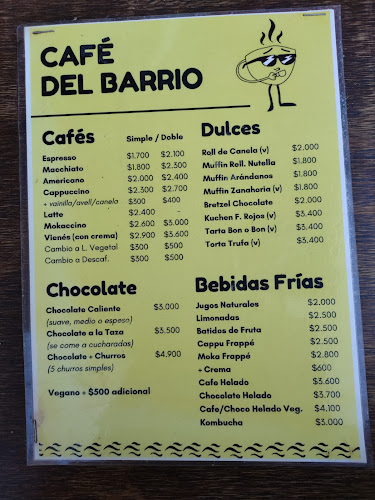 CAFÉ
DEL BARRIO
Cafés Simple / Doble
Espresso $1.700 $2.100
Macchiato $1.800 $2.300
Americano $2.000 $2.400
Cappuccino $2.300 $2.700
+ vainilla/avell/canela $300 $400
Latte $2.400 -
Mokaccino $2.600 $3.000
Vienés (con crema) $2.900 $3.600
Cambio a L. Vegetal $300 $500
Cambio a Descaf. $300 $500
Dulces
Roll de Canela (v) $2.000
Muffin Rell. Nutella $1.800
Muffin Arándanos $1.800
Muffin Zanahoria (v) $1.800
Bretzel Chocolate $2.000
Kuchen F. Rojos (v) $3.400
Tarta Bon o Bon (v) $3.400
Torta Trufa (v) $3.400
Chocolate
Chocolate Caliente $3.000
(suave, medio o espeso)
Chocolate a la Taza $3.500
(se come a cucharadas)
Chocolate + Churros $4.900
(5 churros simples)
Vegano + $500 adicional
Bebidas Frías
Jugos Naturales $2.000
Limonadas $2.500
Batidos de Fruta $2.500
Cappu Frappé $2.500
Moka Frappé $2.800
+ Crema $600
Cafe Helado $3.600
Chocolate Helado $3.700
Cafe/Choco Helado Veg. $4,100
Kombucha $3.000